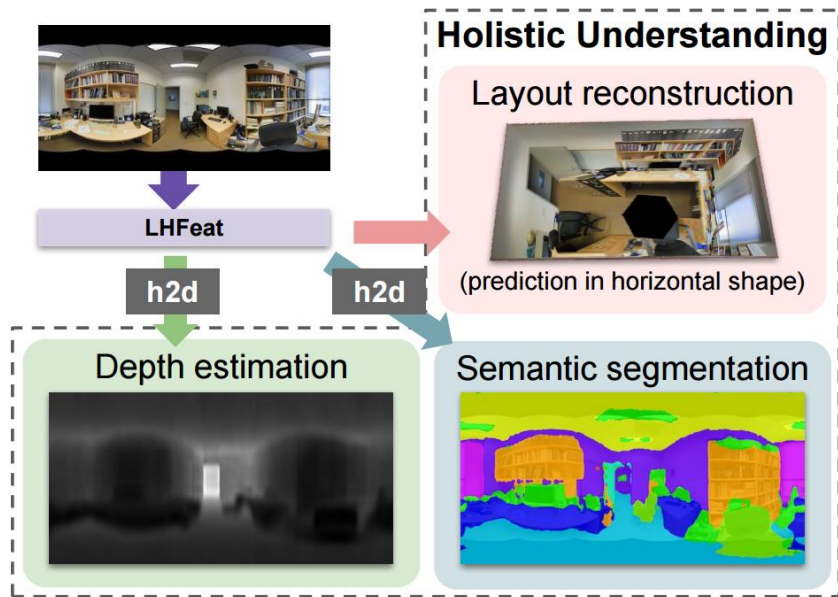 Holistic Understanding
Layout reconstruction
(prediction in horizontal shape)
LHFeat
h2d
h2d
Depth estimation
Semantic segmentation